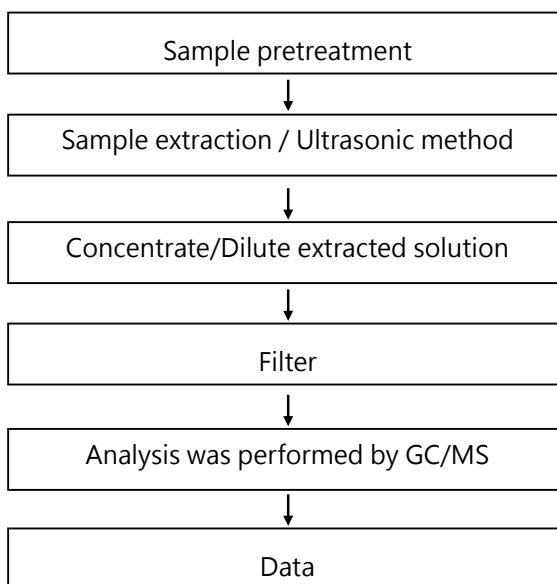 Sample pretreatment
Sample extraction / Ultrasonic method
Concentrate/Dilute extracted solution
Filter
Analysis was performed by GC/MS
Data